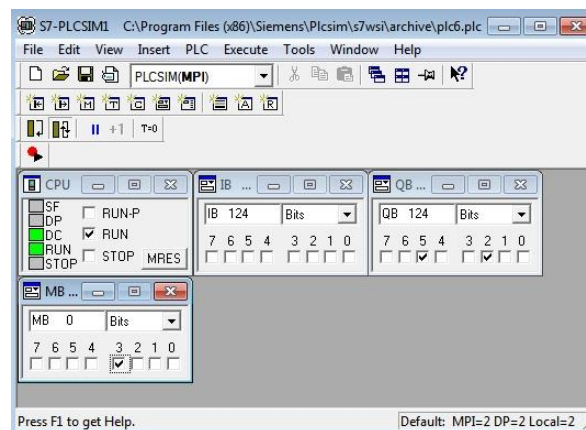 S7-PLCSIM1 C:\Program Files (x86)\Siemens\Plcsim\s7wsi\archive\plc6.plc
File Edit View Insert PLC Execute Tools Window Help
PLCSIM(MPI)
+1 T=0
CPU
SF
DP
DC
RUN
STOP
RUN-P
RUN
STOP MRES
IB ...
IB 124 Bits
7 6 5 4 3 2 1 0
QB ...
QB 124 Bits
7 6 5 4 3 2 1 0
MB ...
MB 0 Bits
7 6 5 4 3 2 1 0
Press F1 to get Help.
Default: MPI=2 DP=2 Local=2